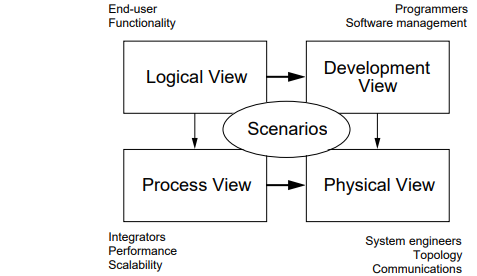 End-user
Functionality
Programmers
Software management
Logical View
Development
View
Scenarios
Process View
Physical View
Integrators
Performance
Scalability
System engineers
Topology
Communications